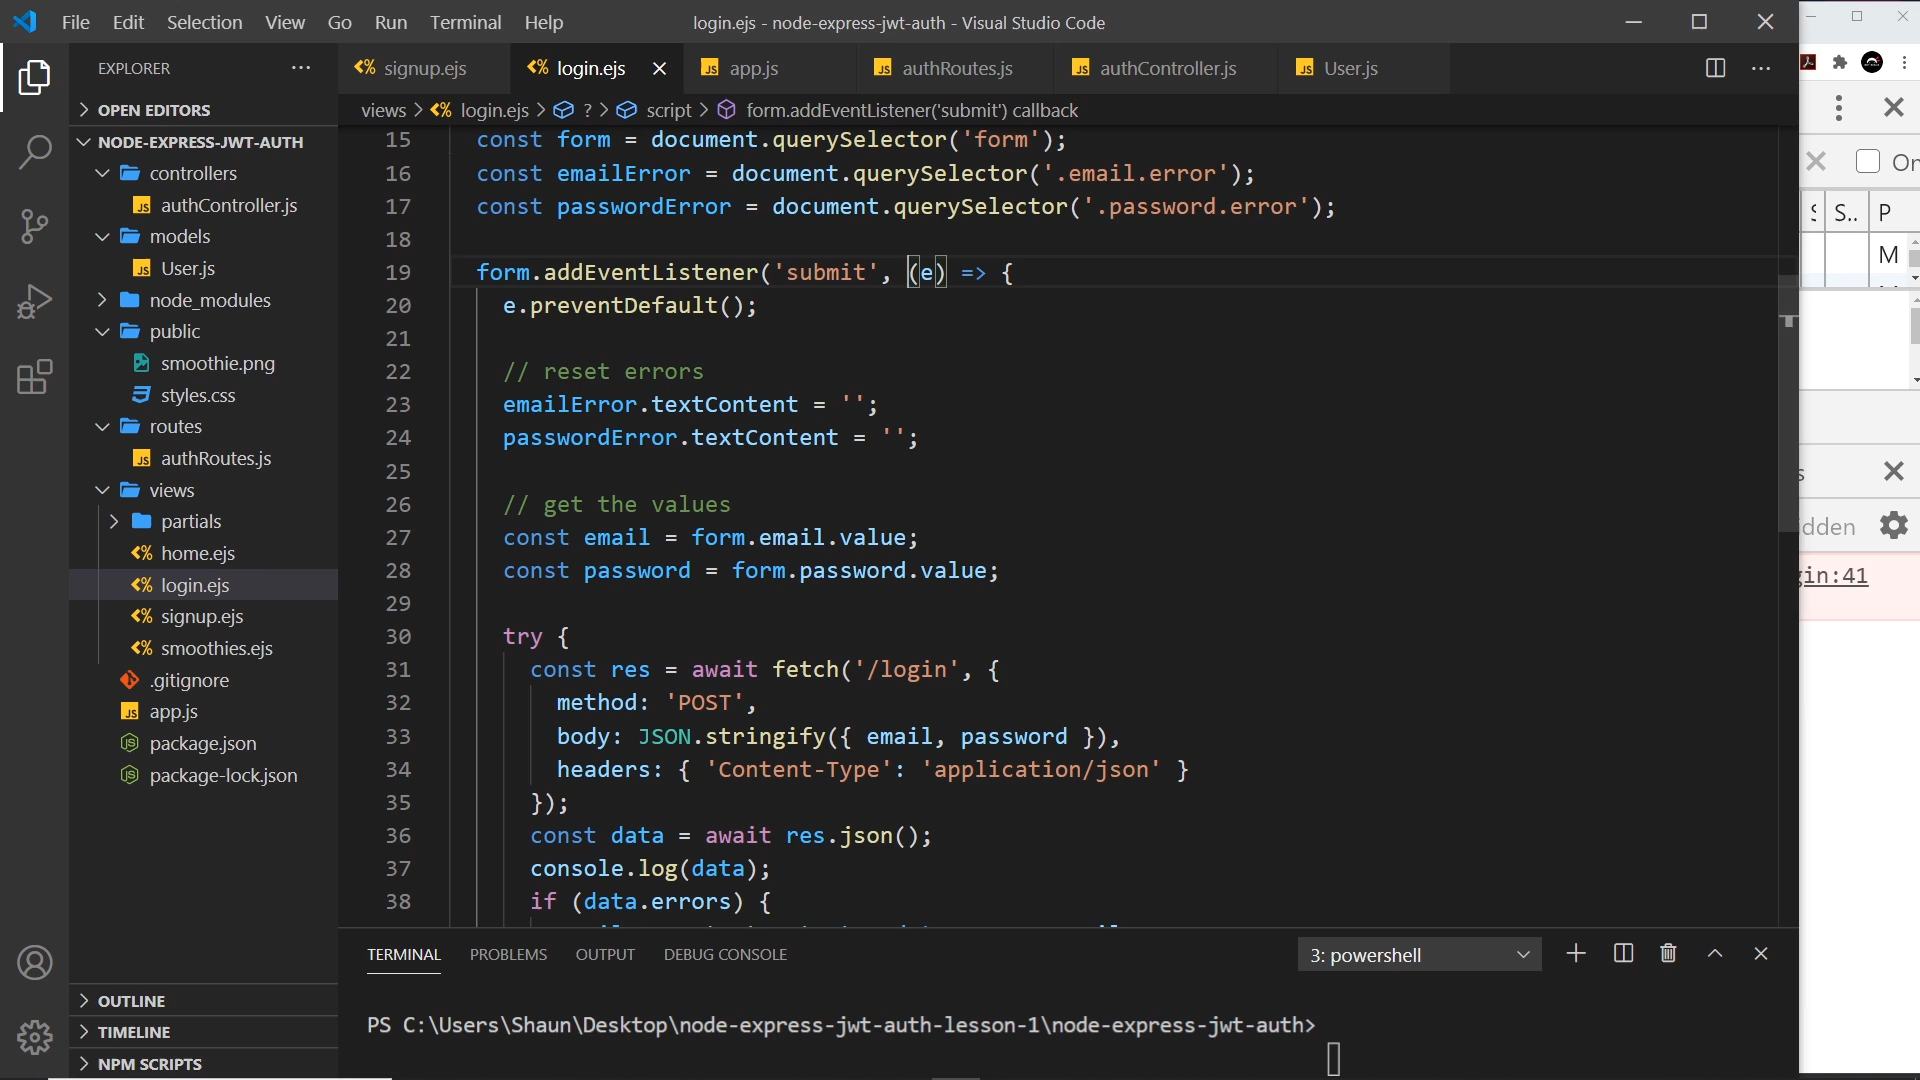 File Edit Selection View Go Run Terminal Help
login.ejs - node-express-jwt-auth - Visual Studio Code
EXPLORER
OPEN EDITORS
NODE-EXPRESS-JWT-AUTH
controllers
authController.js
models
User.js
node_modules
public
smoothie.png
styles.css
routes
authRoutes.js
views
partials
home.ejs
login.ejs
signup.ejs
smoothies.ejs
.gitignore
app.js
package.json
package-lock.json
OUTLINE
TIMELINE
NPM SCRIPTS
signup.ejs login.ejs app.js authRoutes.js authController.js User.js
views > login.ejs > ? > script > form.addEventListener('submit') callback
15 const form = document.querySelector('form');
16 const emailError = document.querySelector('.email.error');
17 const passwordError = document.querySelector('.password.error');
18
19 form.addEventListener('submit', (e) => {
20 e.preventDefault();
21
22 // reset errors
23 emailError.textContent = '';
24 passwordError.textContent = '';
25
26 // get the values
27 const email = form.email.value;
28 const password = form.password.value;
29
30 try {
31 const res = await fetch('/login', {
32 method: 'POST',
33 body: JSON.stringify({ email, password }),
34 headers: { 'Content-Type': 'application/json' }
35 });
36 const data = await res.json();
37 console.log(data);
38 if (data.errors) {
TERMINAL PROBLEMS OUTPUT DEBUG CONSOLE
3: powershell
PS C:\Users\Shaun\Desktop\node-express-jwt-auth-lesson-1\node-express-jwt-auth>
On
S.. P
M
dden
gin:41